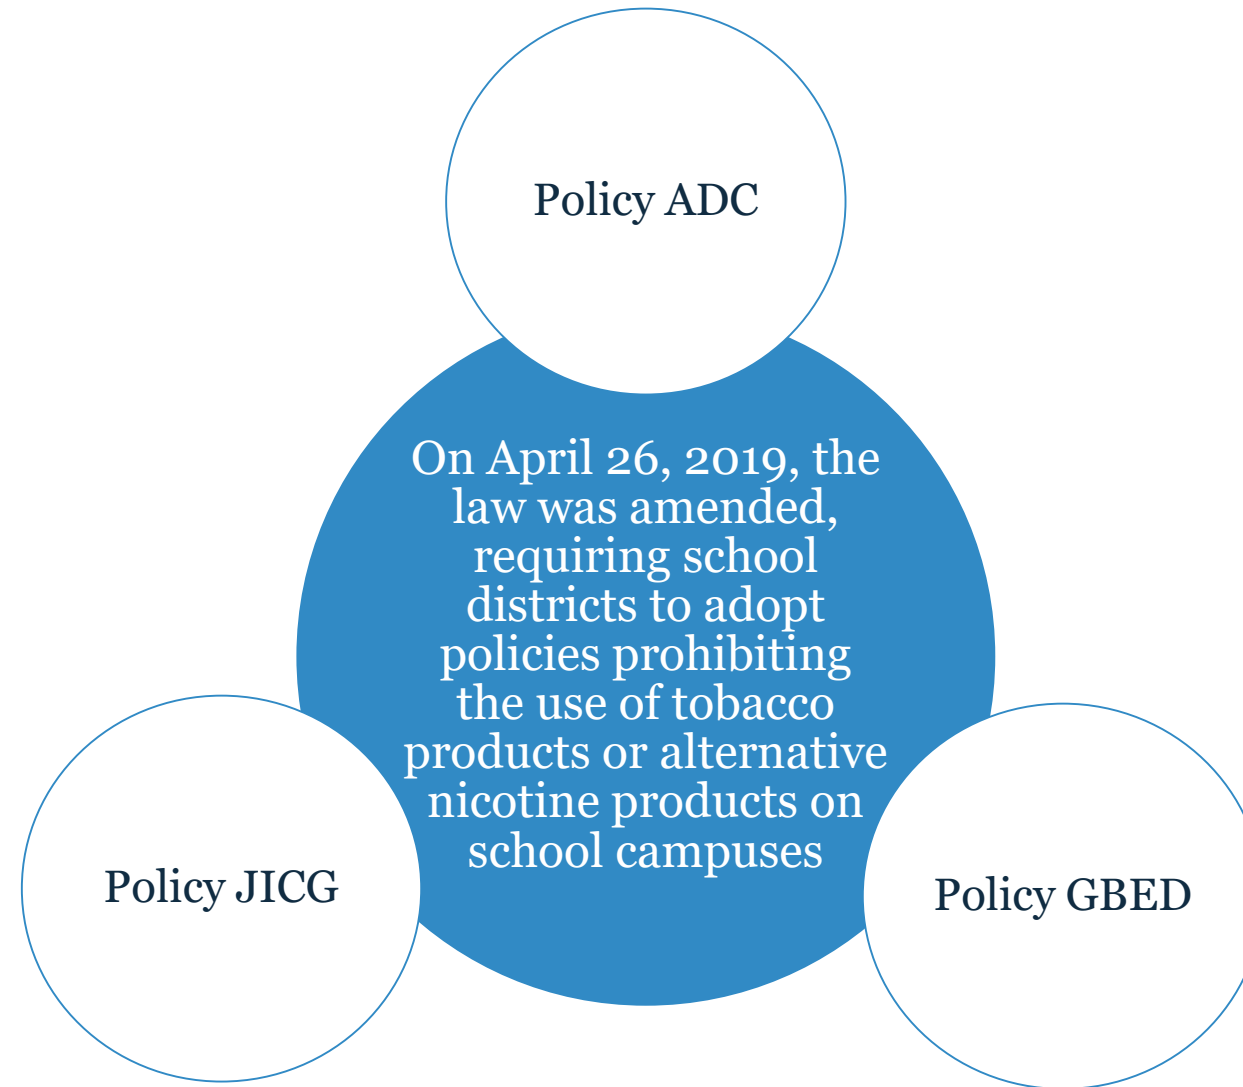 Policy ADC
On April 26, 2019, the
law was amended,
requiring school
districts to adopt
policies prohibiting
the use of tobacco
products or alternative
nicotine products on
school campuses
Policy JICG
Policy GBED